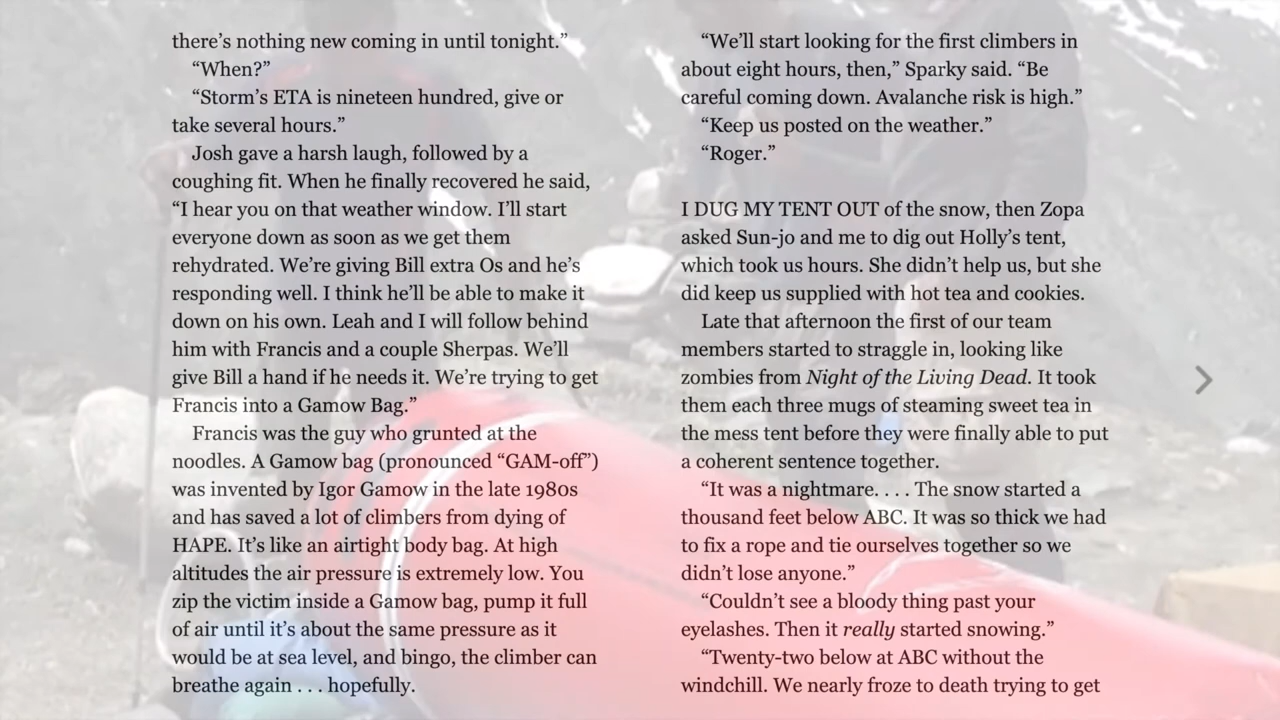 there’s nothing new coming in until tonight.”
“When?”
“Storm’s ETA is nineteen hundred, give or
take several hours.”
Josh gave a harsh laugh, followed by a
coughing fit. When he finally recovered he said,
“I hear you on that weather window. I’ll start
everyone down as soon as we get them
rehydrated. We’re giving Bill extra Os and he’s
responding well. I think he’ll be able to make it
down on his own. Leah and I will follow behind
him with Francis and a couple Sherpas. We’ll
give Bill a hand if he needs it. We’re trying to get
Francis into a Gamow Bag.”
Francis was the guy who grunted at the
noodles. A Gamow bag (pronounced “GAM-off”)
was invented by Igor Gamow in the late 1980s
and has saved a lot of climbers from dying of
HAPE. It’s like an airtight body bag. At high
altitudes the air pressure is extremely low. You
zip the victim inside a Gamow bag, pump it full
of air until it’s about the same pressure as it
would be at sea level, and bingo, the climber can
breathe again . . . hopefully.
“We’ll start looking for the first climbers in
about eight hours, then,” Sparky said. “Be
careful coming down. Avalanche risk is high.”
“Keep us posted on the weather.”
“Roger.”
I DUG MY TENT OUT of the snow, then Zopa
asked Sun-jo and me to dig out Holly’s tent,
which took us hours. She didn’t help us, but she
did keep us supplied with hot tea and cookies.
Late that afternoon the first of our team
members started to straggle in, looking like
zombies from Night of the Living Dead. It took
them each three mugs of steaming sweet tea in
the mess tent before they were finally able to put
a coherent sentence together.
“It was a nightmare. . . . The snow started a
thousand feet below ABC. It was so thick we had
to fix a rope and tie ourselves together so we
didn’t lose anyone.”
“Couldn’t see a bloody thing past your
eyelashes. Then it really started snowing.”
“Twenty-two below at ABC without the
windchill. We nearly froze to death trying to get